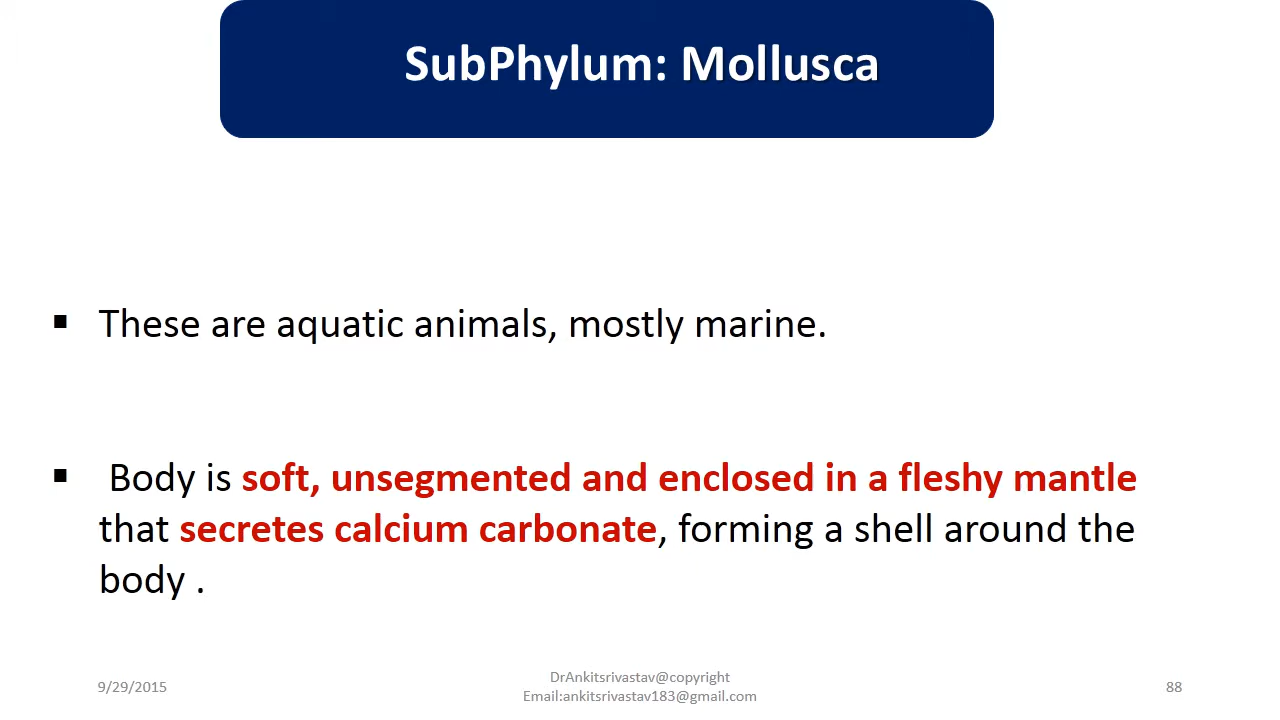 SubPhylum: Mollusca
▪ These are aquatic animals, mostly marine.
▪ Body is soft, unsegmented and enclosed in a fleshy mantle
that secretes calcium carbonate, forming a shell around the
body .
9/29/2015
DrAnkitsrivastav@copyright
Email:ankitsrivastav183@gmail.com
88